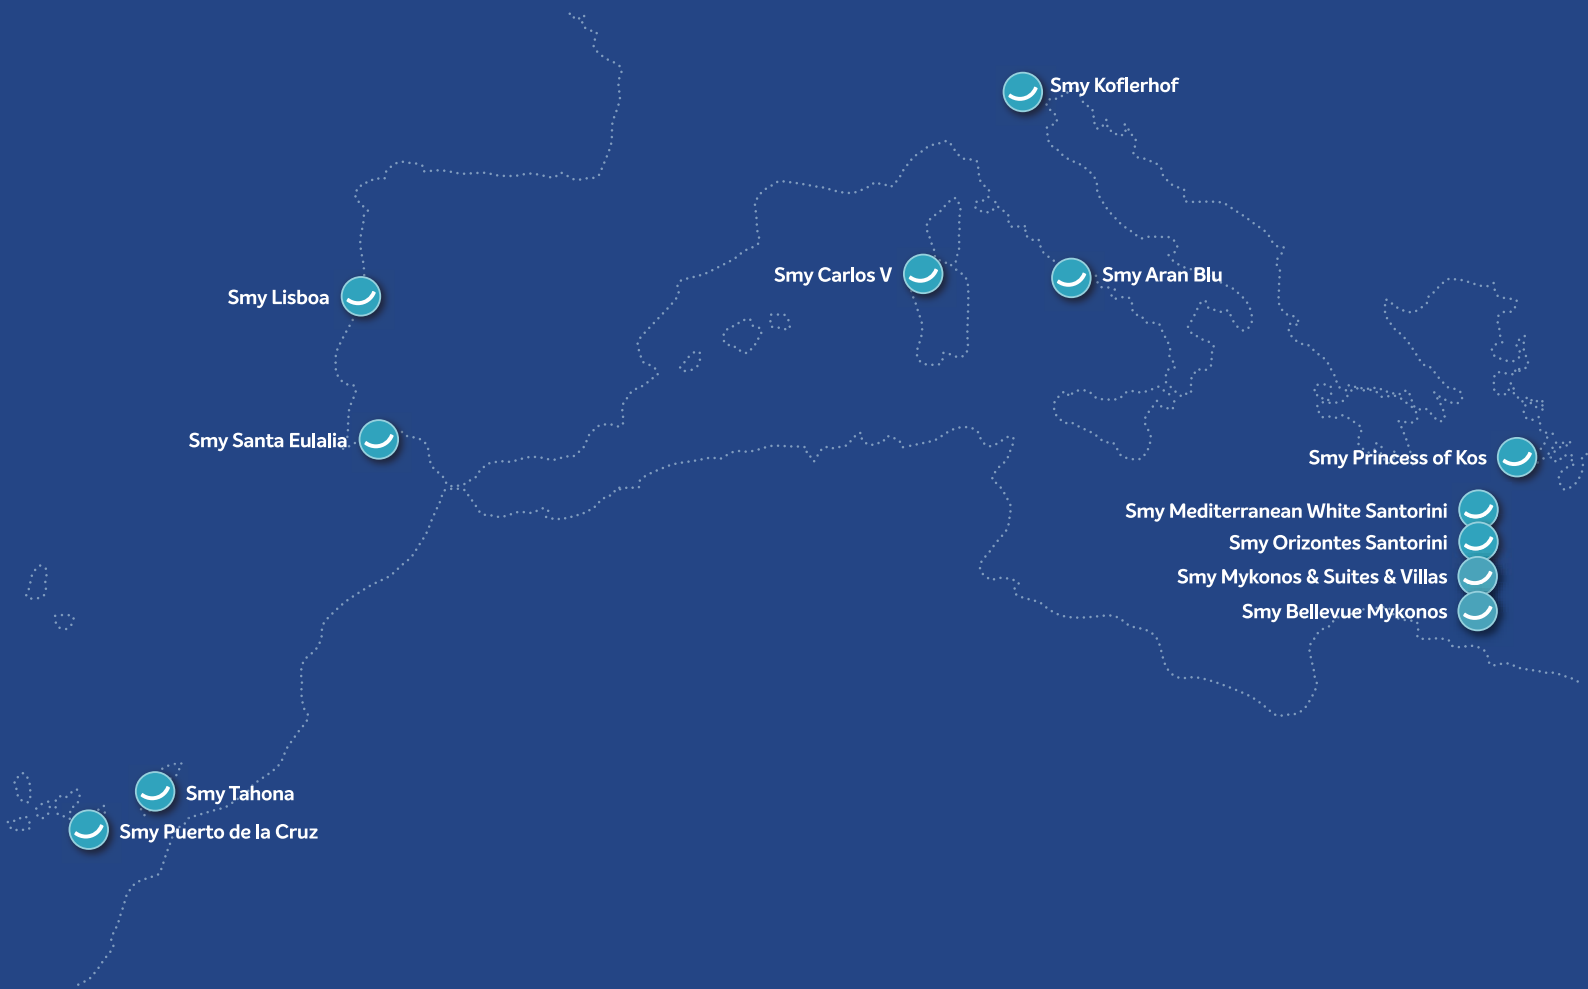 Smy Koflerhof
Smy Carlos V
Smy Aran Blu
Smy Lisboa
Smy Santa Eulalia
Smy Princess of Kos
Smy Mediterranean White Santorini
Smy Orizontes Santorini
Smy Mykonos & Suites & Villas
Smy Bellevue Mykonos
Smy Tahona
Smy Puerto de la Cruz